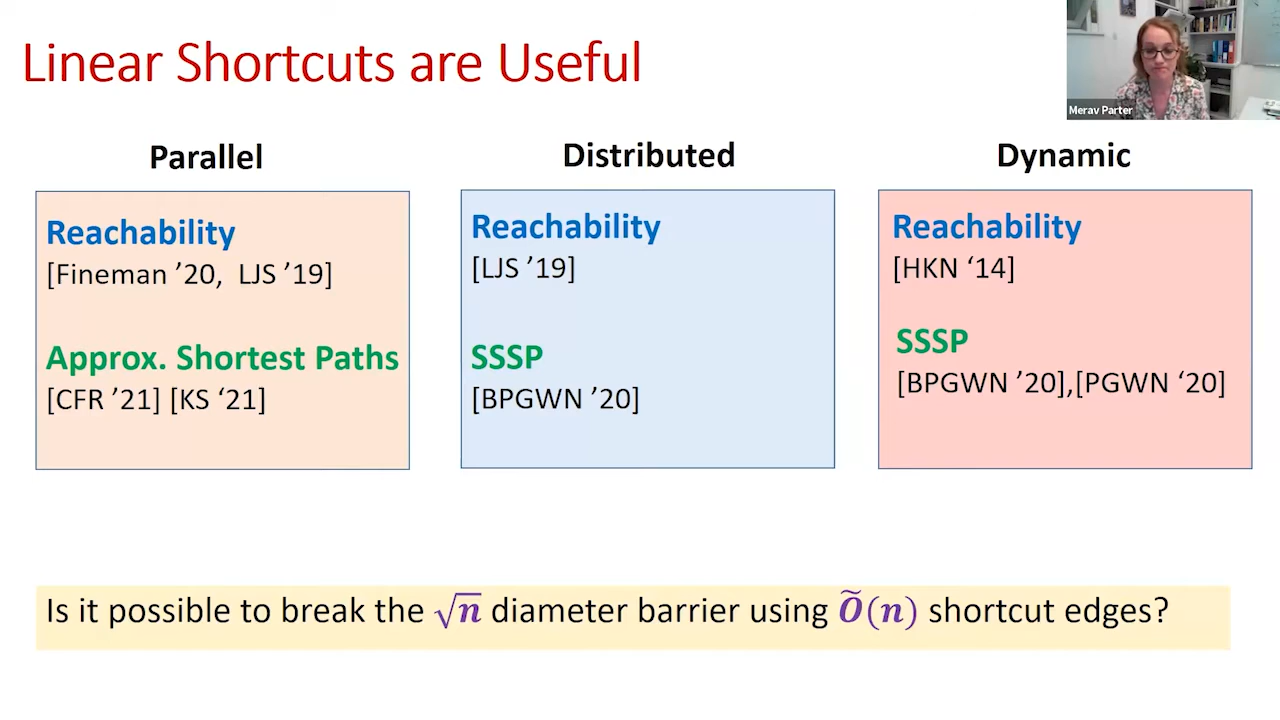 Linear Shortcuts are Useful
Merav Parter
Parallel
Reachability
[Fineman ’20, LJS ’19]
Approx. Shortest Paths
[CFR ’21] [KS ‘21]
Distributed
Reachability
[LJS ’19]
SSSP
[BPGWN ’20]
Dynamic
Reachability
[HKN ‘14]
SSSP
[BPGWN ’20],[PGWN ‘20]
Is it possible to break the √n diameter barrier using Õ(n) shortcut edges?